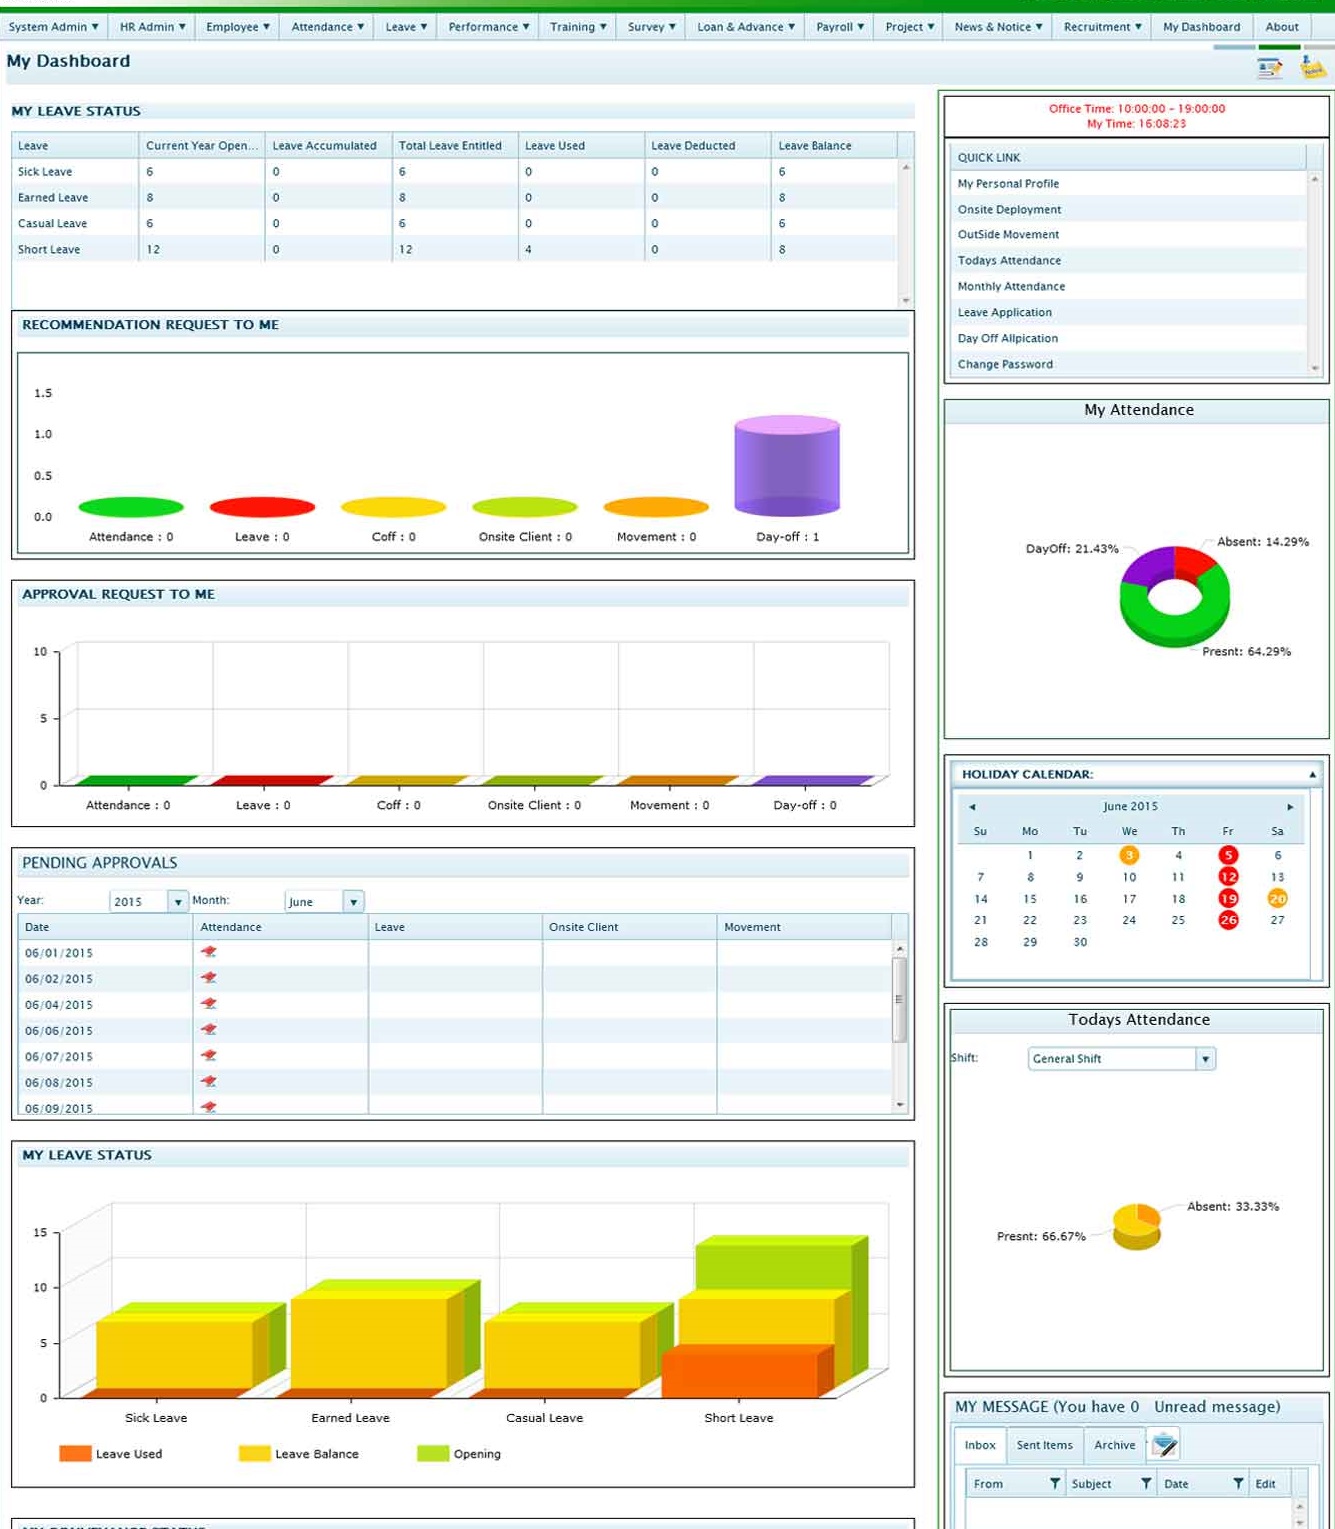 System Admin ▼ HR Admin ▼ Employee ▼ Attendance ▼ Leave ▼ Performance ▼ Training ▼ Survey ▼ Loan & Advance ▼ Payroll ▼ Project ▼ News & Notice ▼ Recruitment ▼ My Dashboard About
My Dashboard
MY LEAVE STATUS
Leave Current Year Open... Leave Accumulated Total Leave Entitled Leave Used Leave Deducted Leave Balance
Sick Leave 6 0 6 0 0 6
Earned Leave 8 0 8 0 0 8
Casual Leave 6 0 6 0 0 6
Short Leave 12 0 12 4 0 8
RECOMMENDATION REQUEST TO ME
1.5
1.0
0.5
0.0
Attendance : 0 Leave : 0 Coff : 0 Onsite Client : 0 Movement : 0 Day-off : 1
APPROVAL REQUEST TO ME
10
5
0
Attendance : 0 Leave : 0 Coff : 0 Onsite Client : 0 Movement : 0 Day-off : 0
PENDING APPROVALS
Year: 2015 Month: June
Date Attendance Leave Onsite Client Movement
06/01/2015
06/02/2015
06/04/2015
06/06/2015
06/07/2015
06/08/2015
06/09/2015
MY LEAVE STATUS
15
10
5
0
Sick Leave Earned Leave Casual Leave Short Leave
Leave Used Leave Balance Opening
Office Time: 10:00:00 - 19:00:00
My Time: 16:08:23
QUICK LINK
My Personal Profile
Onsite Deployment
OutSide Movement
Todays Attendance
Monthly Attendance
Leave Application
Day Off Allpication
Change Password
My Attendance
DayOff: 21.43% Absent: 14.29%
Presnt: 64.29%
HOLIDAY CALENDAR:
June 2015
Su Mo Tu We Th Fr Sa
1 2 3 4 5 6
7 8 9 10 11 12 13
14 15 16 17 18 19 20
21 22 23 24 25 26 27
28 29 30
Todays Attendance
Shift: General Shift
Absent: 33.33%
Presnt: 66.67%
MY MESSAGE (You have 0 Unread message)
Inbox Sent Items Archive
From Subject Date Edit